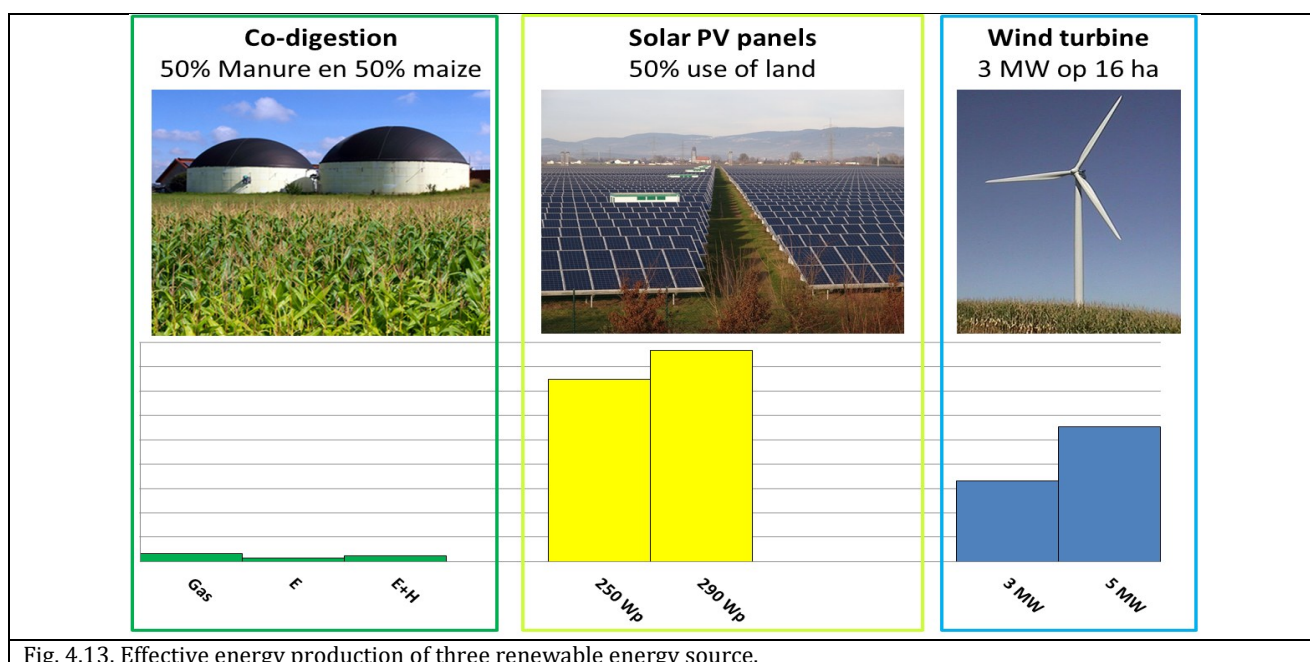 Co-digestion
50% Manure en 50% maize
Solar PV panels
50% use of land
Wind turbine
3 MW op 16 ha
Gas
E
E+H
250 Wp
290 Wp
3 MW
5 MW
Fig. 4.13. Effective energy production of three renewable energy source.